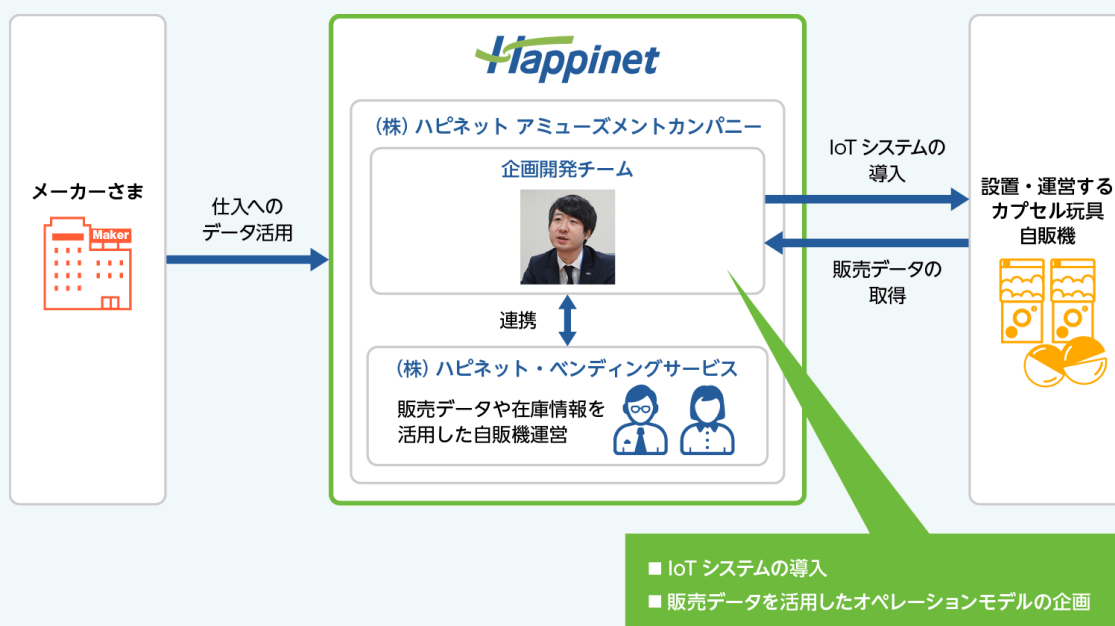 Happinet
(株)ハピネット アミューズメントカンパニー
企画開発チーム
メーカーさま
Maker
仕入への
データ活用
IoT システムの
導入
設置・運営する
カプセル玩具
自販機
販売データの
取得
連携
(株)ハピネット・ベンディングサービス
販売データや在庫情報を
活用した自販機運営
■ IoT システムの導入
■ 販売データを活用したオペレーションモデルの企画